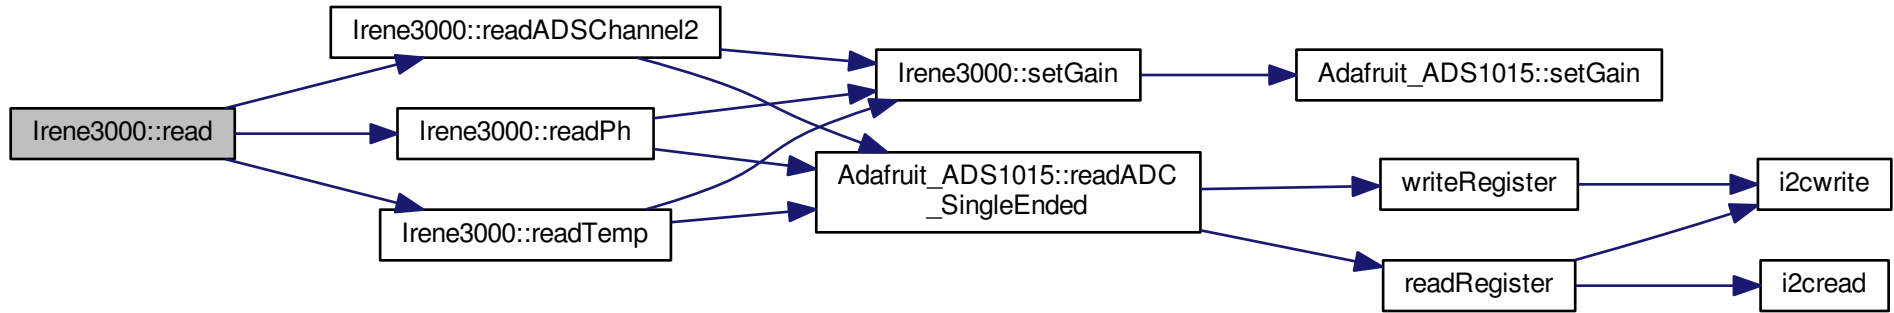 Irene3000::read
Irene3000::readADSChannel2
Irene3000::readPh
Irene3000::readTemp
Irene3000::setGain
Adafruit_ADS1015::readADC
_SingleEnded
Adafruit_ADS1015::setGain
writeRegister
readRegister
i2cwrite
i2cread